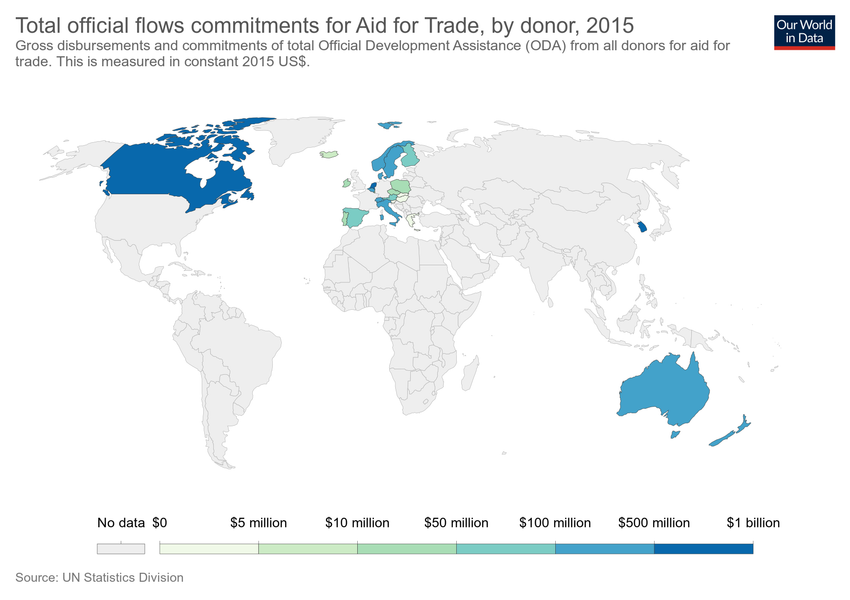 Total official flows commitments for Aid for Trade, by donor, 2015
Our World
in Data
Gross disbursements and commitments of total Official Development Assistance (ODA) from all donors for aid for
trade. This is measured in constant 2015 US$.
No data $0 $5 million $10 million $50 million $100 million $500 million $1 billion
Source: UN Statistics Division